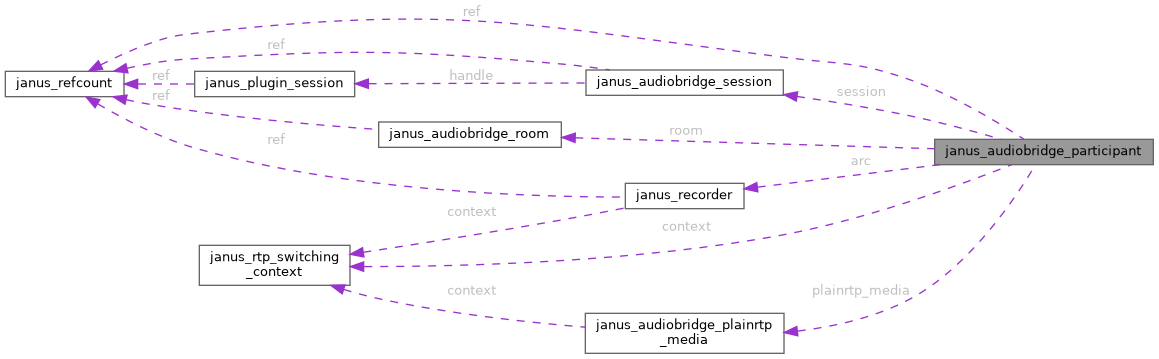 ref
ref
janus_refcount
ref
janus_plugin_session
handle
janus_audiobridge_session
session
ref
janus_audiobridge_room
room
janus_audiobridge_participant
ref
arc
janus_recorder
context
context
janus_rtp_switching
_context
context
plainrtp_media
janus_audiobridge_plainrtp
_media